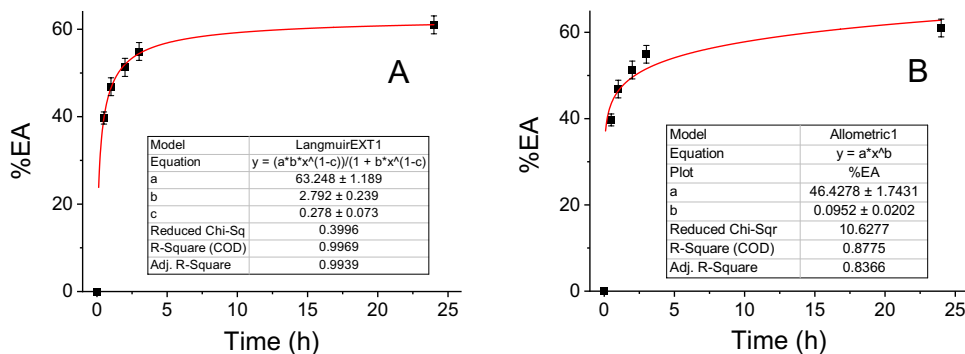 60
40
20
0
%EA
A
Model LangmuirEXT1
Equation y = (a*b*x^(1-c))/(1 + b*x^(1-c)
a 63.248 ± 1.189
b 2.792 ± 0.239
c 0.278 ± 0.073
Reduced Chi-Sq 0.3996
R-Square (COD) 0.9969
Adj. R-Square 0.9939
0 5 10 15 20 25
Time (h)
60
40
20
0
%EA
B
Model Allometric1
Equation y = a*x^b
Plot %EA
a 46.4278 ± 1.7431
b 0.0952 ± 0.0202
Reduced Chi-Sqr 10.6277
R-Square (COD) 0.8775
Adj. R-Square 0.8366
0 5 10 15 20 25
Time (h)